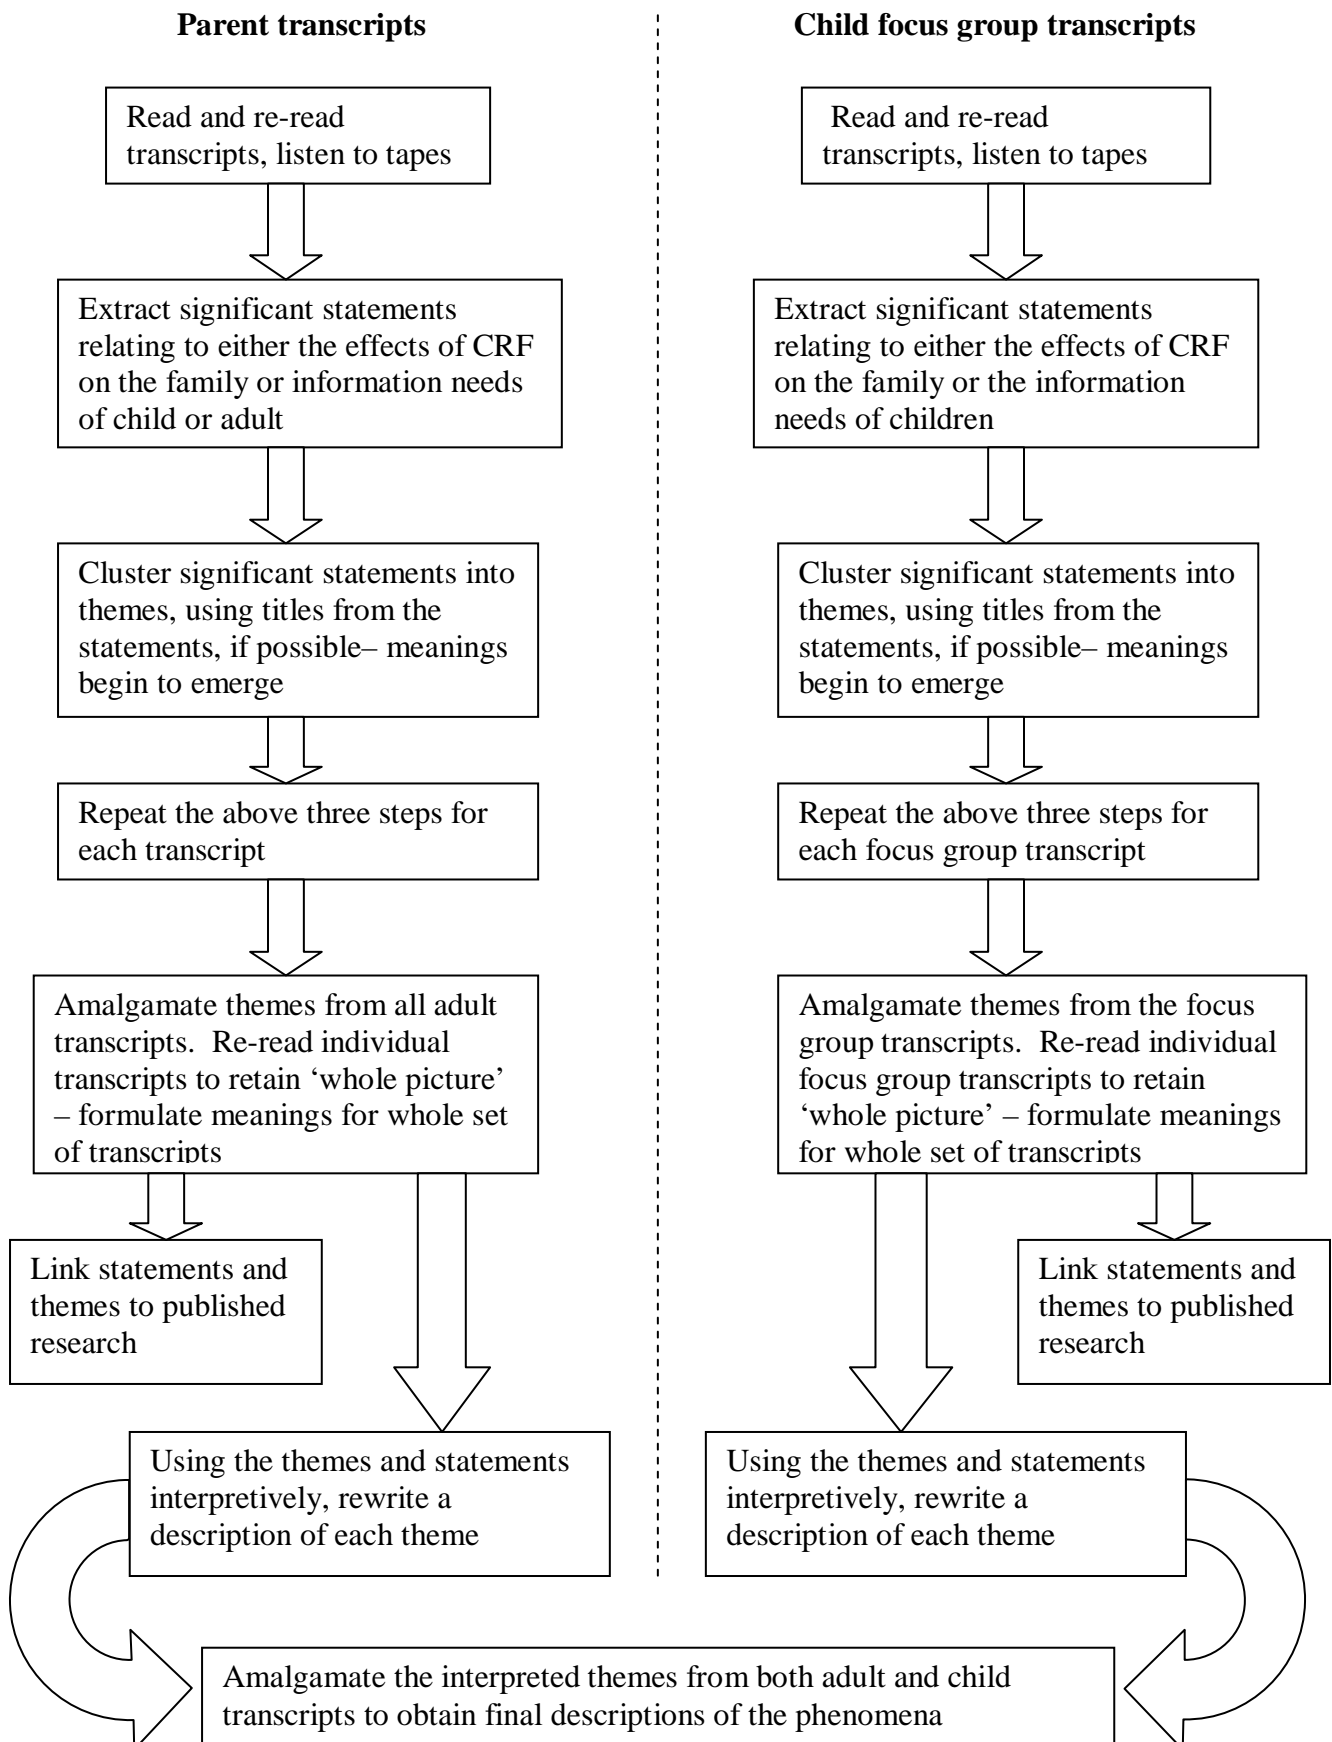 Parent transcripts
Read and re-read
transcripts, listen to tapes
Extract significant statements
relating to either the effects of CRF
on the family or information needs
of child or adult
Cluster significant statements into
themes, using titles from the
statements, if possible– meanings
begin to emerge
Repeat the above three steps for
each transcript
Amalgamate themes from all adult
transcripts.  Re-read individual
transcripts to retain ‘whole picture’
– formulate meanings for whole set
of transcripts
Link statements and
themes to published
research
Using the themes and statements
interpretively, rewrite a
description of each theme
Child focus group transcripts
Read and re-read
transcripts, listen to tapes
Extract significant statements
relating to either the effects of CRF
on the family or the information
needs of children
Cluster significant statements into
themes, using titles from the
statements, if possible– meanings
begin to emerge
Repeat the above three steps for
each focus group transcript
Amalgamate themes from the focus
group transcripts.  Re-read individual
focus group transcripts to retain
‘whole picture’ – formulate meanings
for whole set of transcripts
Link statements and
themes to published
research
Using the themes and statements
interpretively, rewrite a
description of each theme
Amalgamate the interpreted themes from both adult and child
transcripts to obtain final descriptions of the phenomena